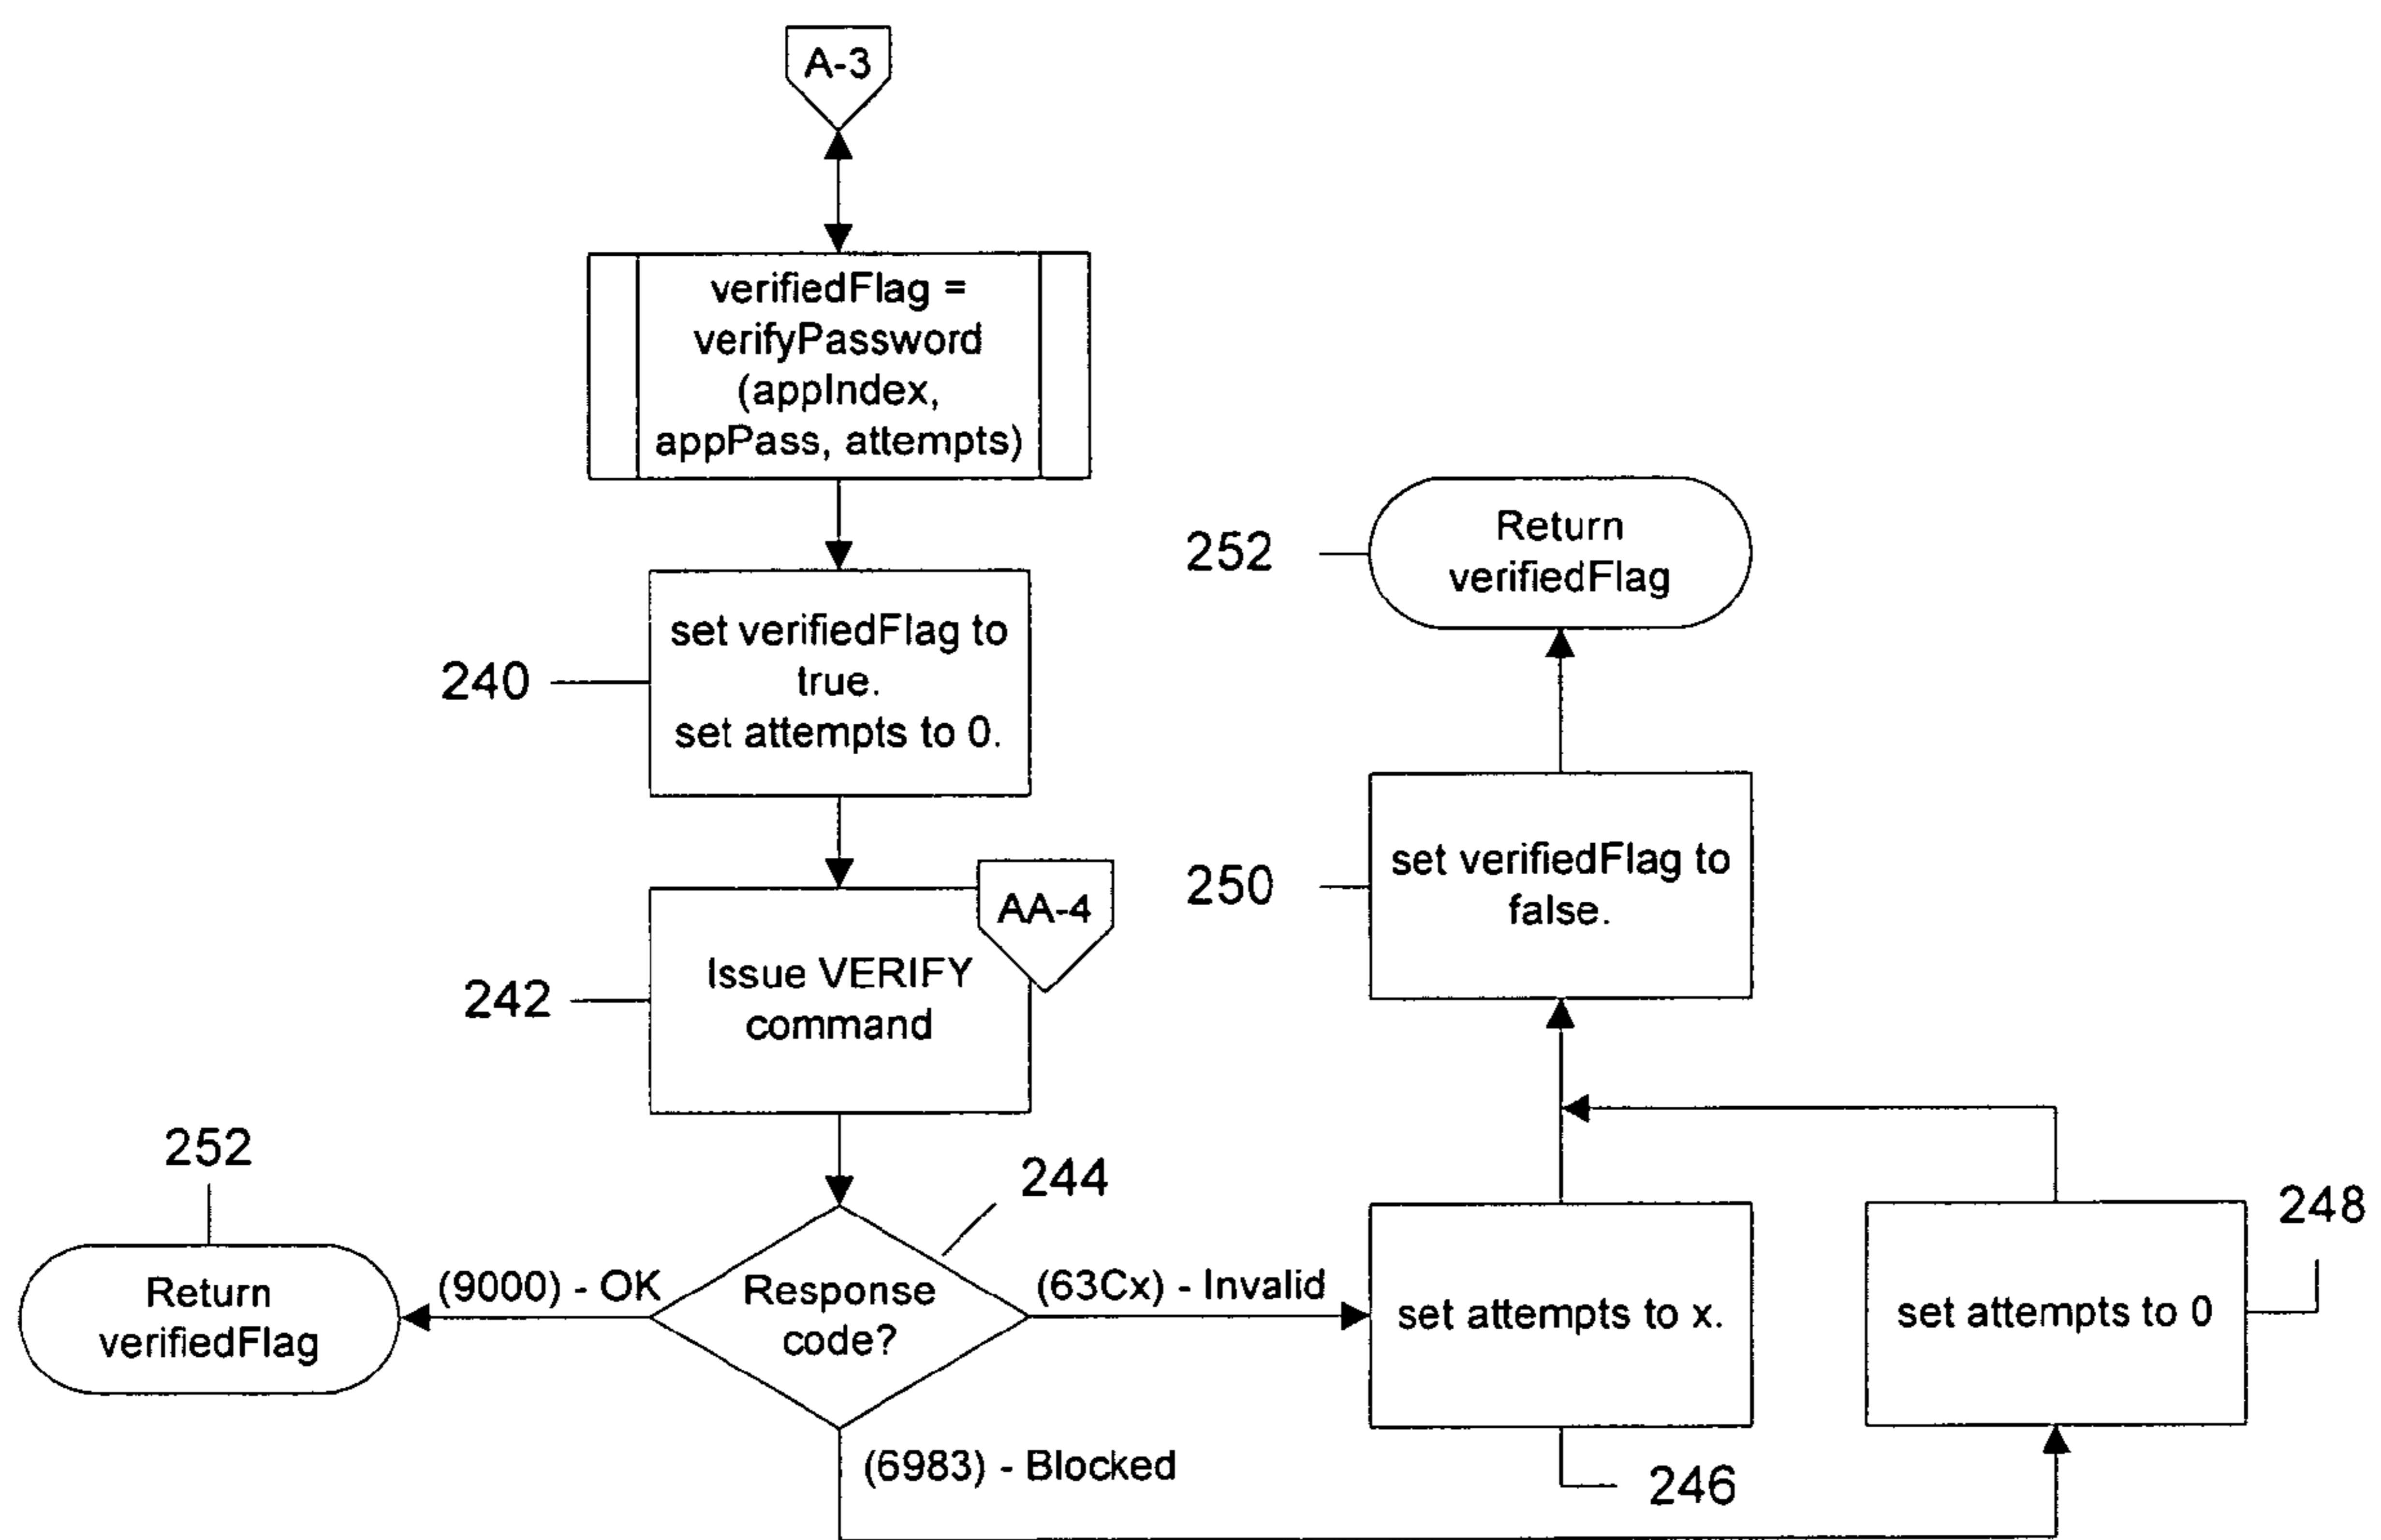 A-3
verifiedFlag =
verifyPassword
(appIndex,
appPass, attempts)
240
set verifiedFlag to
true.
set attempts to 0.
242
Issue VERIFY
command
AA-4
244
Response
code?
(9000) - OK
252
Return
verifiedFlag
(63Cx) - Invalid
(6983) - Blocked
set attempts to x.
246
set attempts to 0
248
250
set verifiedFlag to
false.
252
Return
verifiedFlag